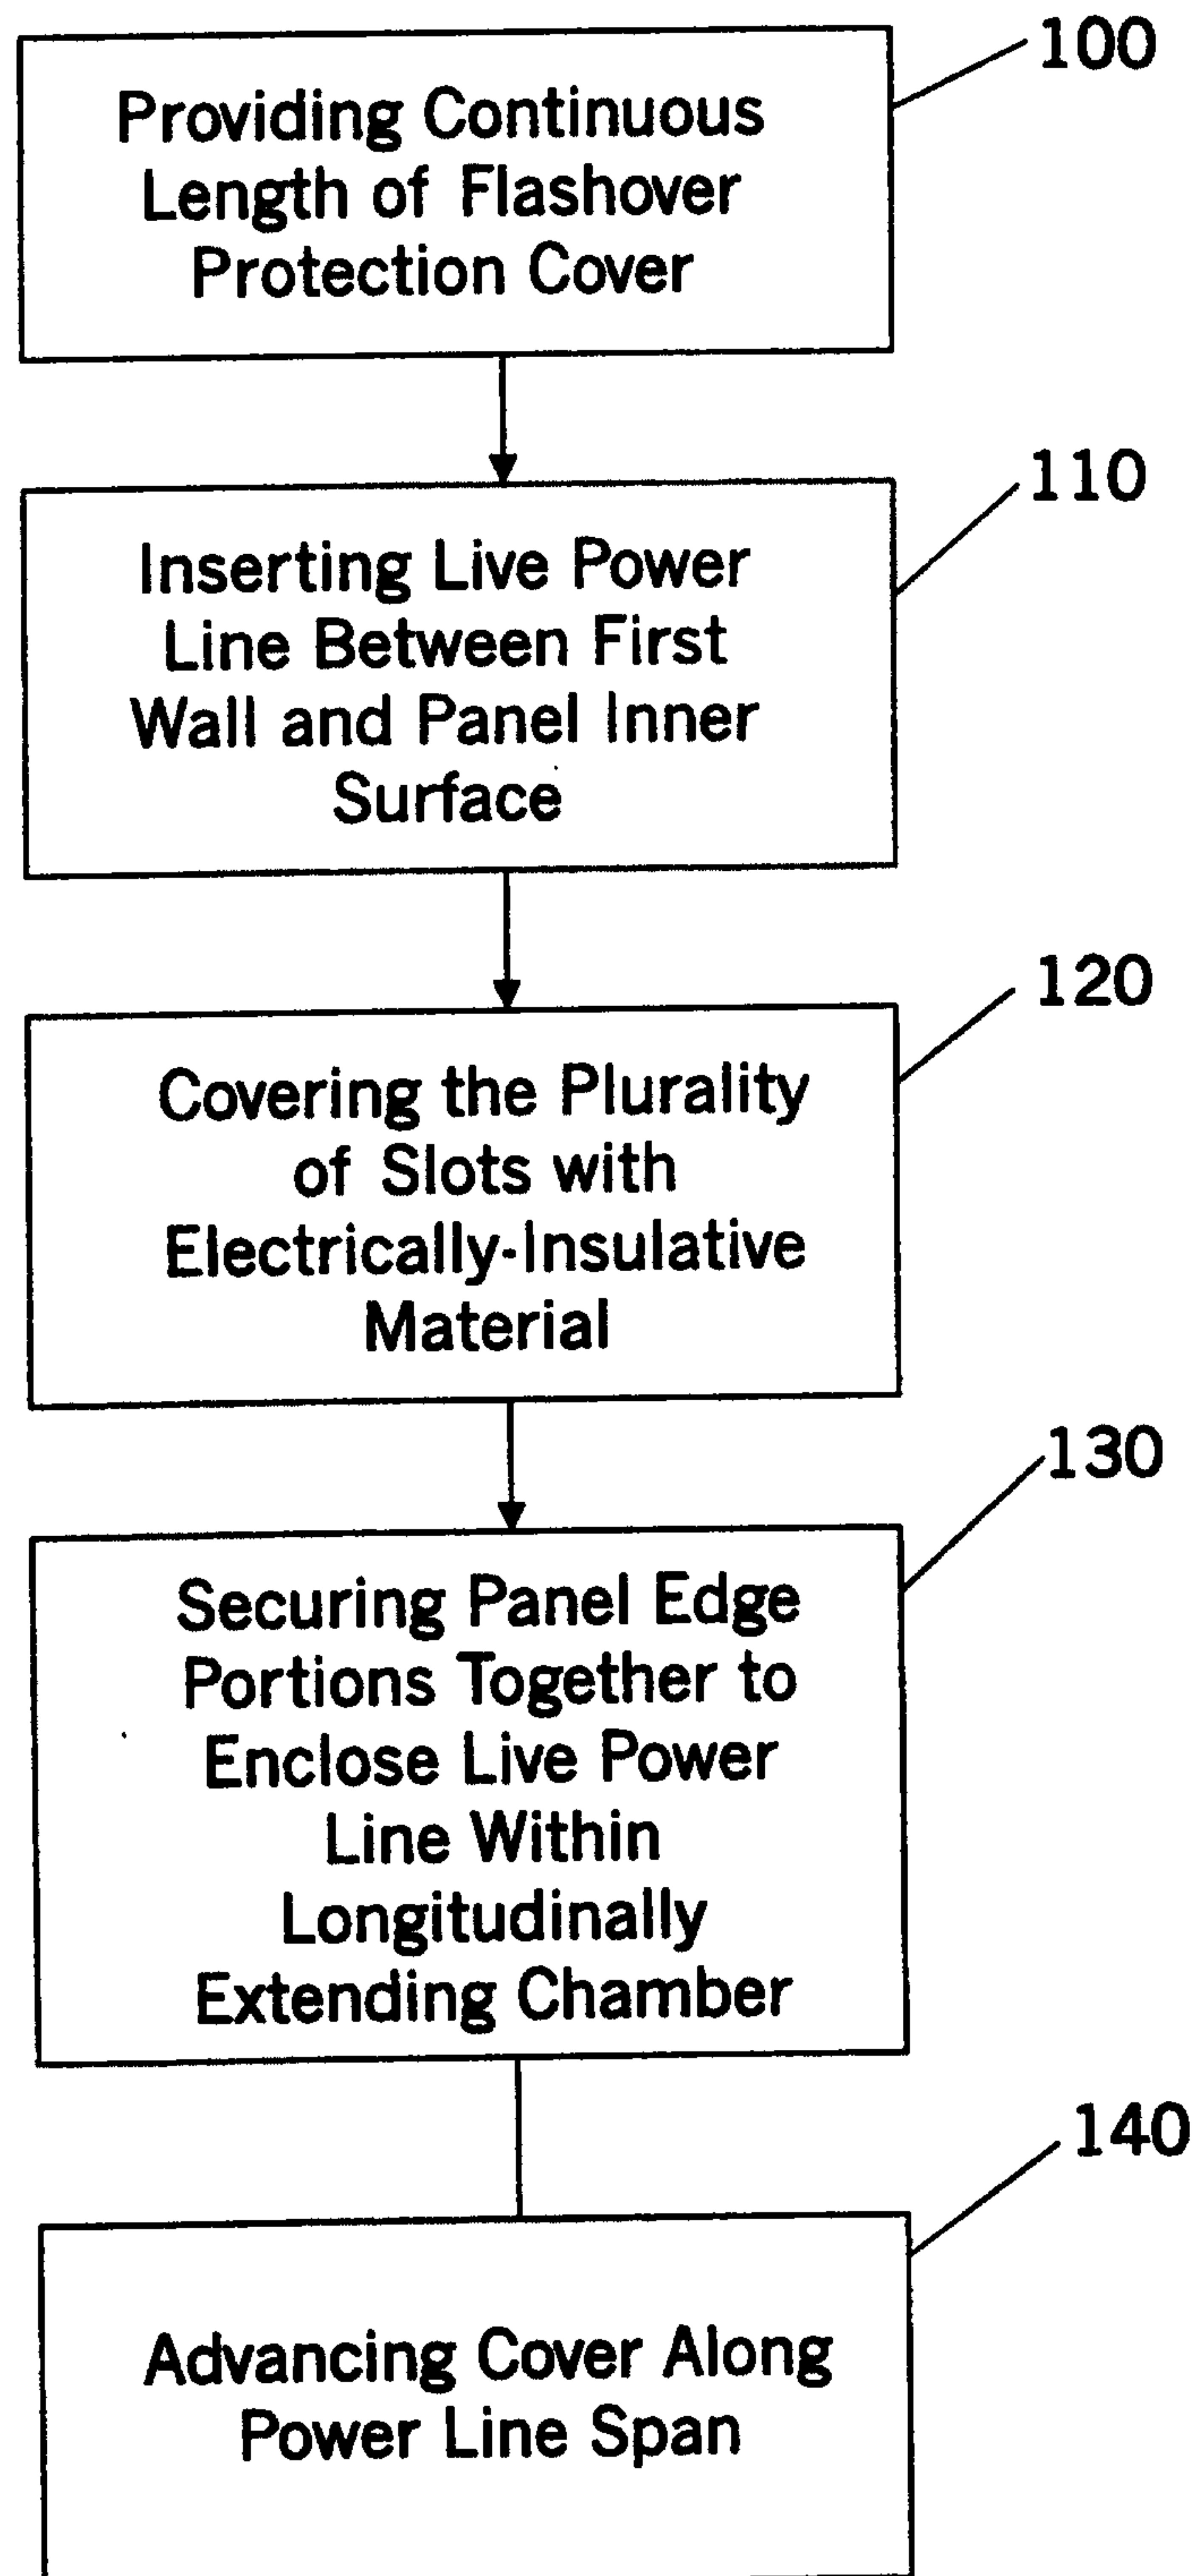 100
Providing Continuous
Length of Flashover
Protection Cover
110
Inserting Live Power
Line Between First
Wall and Panel Inner
Surface
120
Covering the Plurality
of Slots with
Electrically-Insulative
Material
130
Securing Panel Edge
Portions Together to
Enclose Live Power
Line Within
Longitudinally
Extending Chamber
140
Advancing Cover Along
Power Line Span